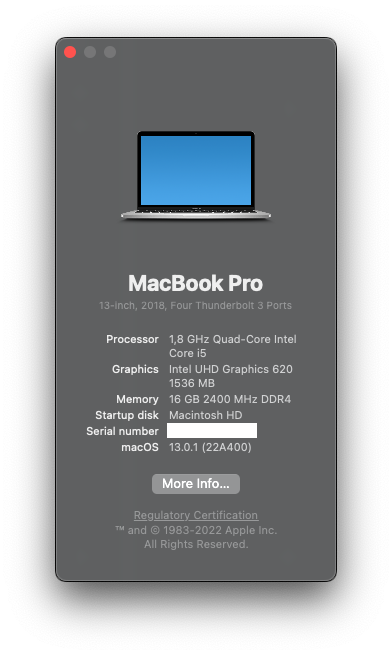 MacBook Pro
13-inch, 2018, Four Thunderbolt 3 Ports
Processor 1,8 GHz Quad-Core Intel
Core i5
Graphics Intel UHD Graphics 620
1536 MB
Memory 16 GB 2400 MHz DDR4
Startup disk Macintosh HD
Serial number
macOS 13.0.1 (22A400)
More Info...
Regulatory Certification
™ and © 1983-2022 Apple Inc.
All Rights Reserved.